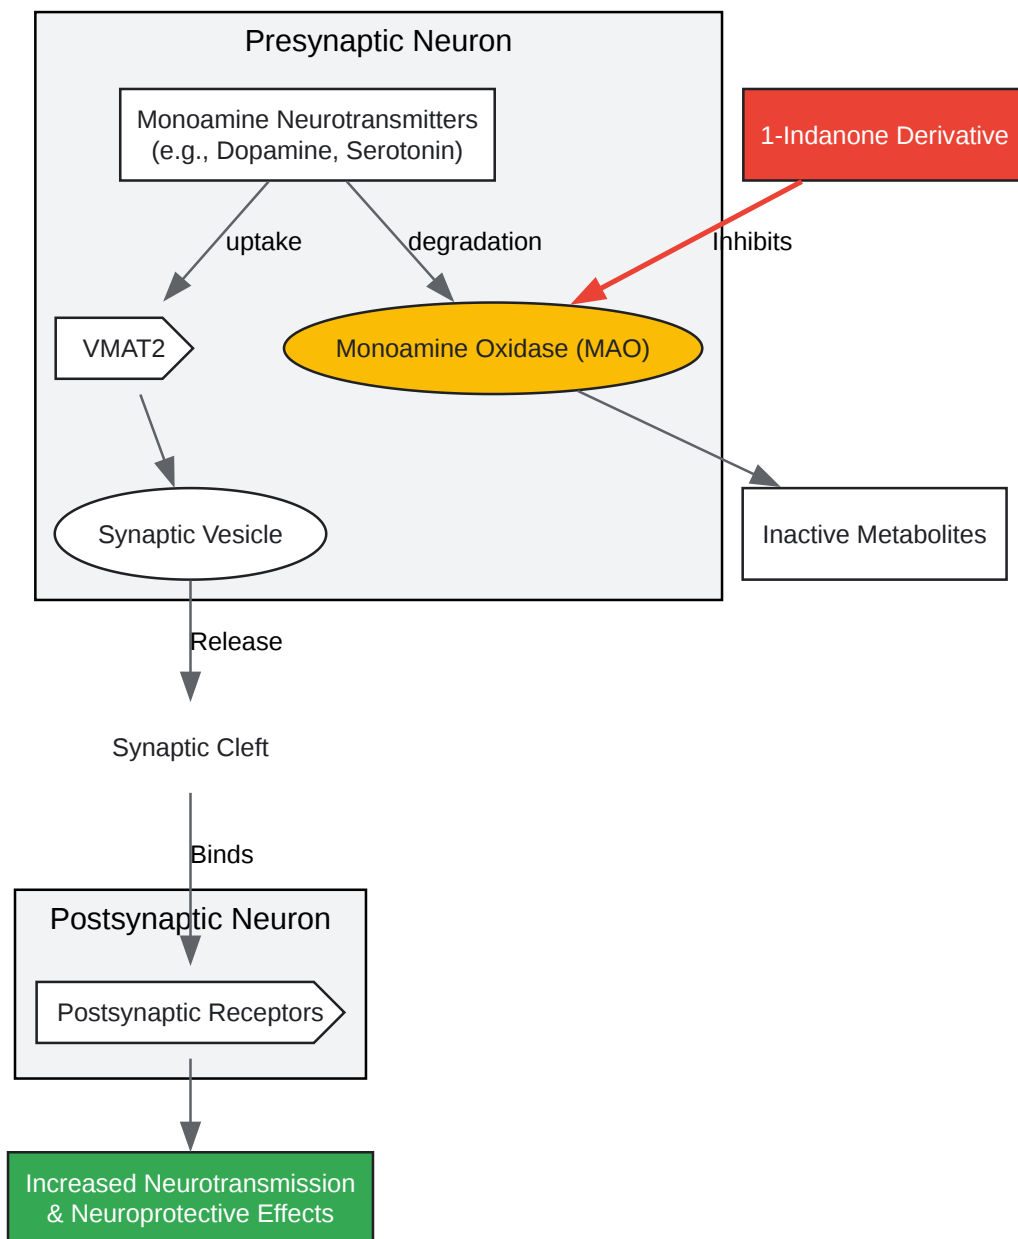 Presynaptic Neuron
Monoamine Neurotransmitters
(e.g., Dopamine, Serotonin)
1-Indanone Derivative
uptake
degradation
Inhibits
VMAT2
Monoamine Oxidase (MAO)
Synaptic Vesicle
Inactive Metabolites
Release
Synaptic Cleft
Binds
Postsynaptic Neuron
Postsynaptic Receptors
Increased Neurotransmission
& Neuroprotective Effects